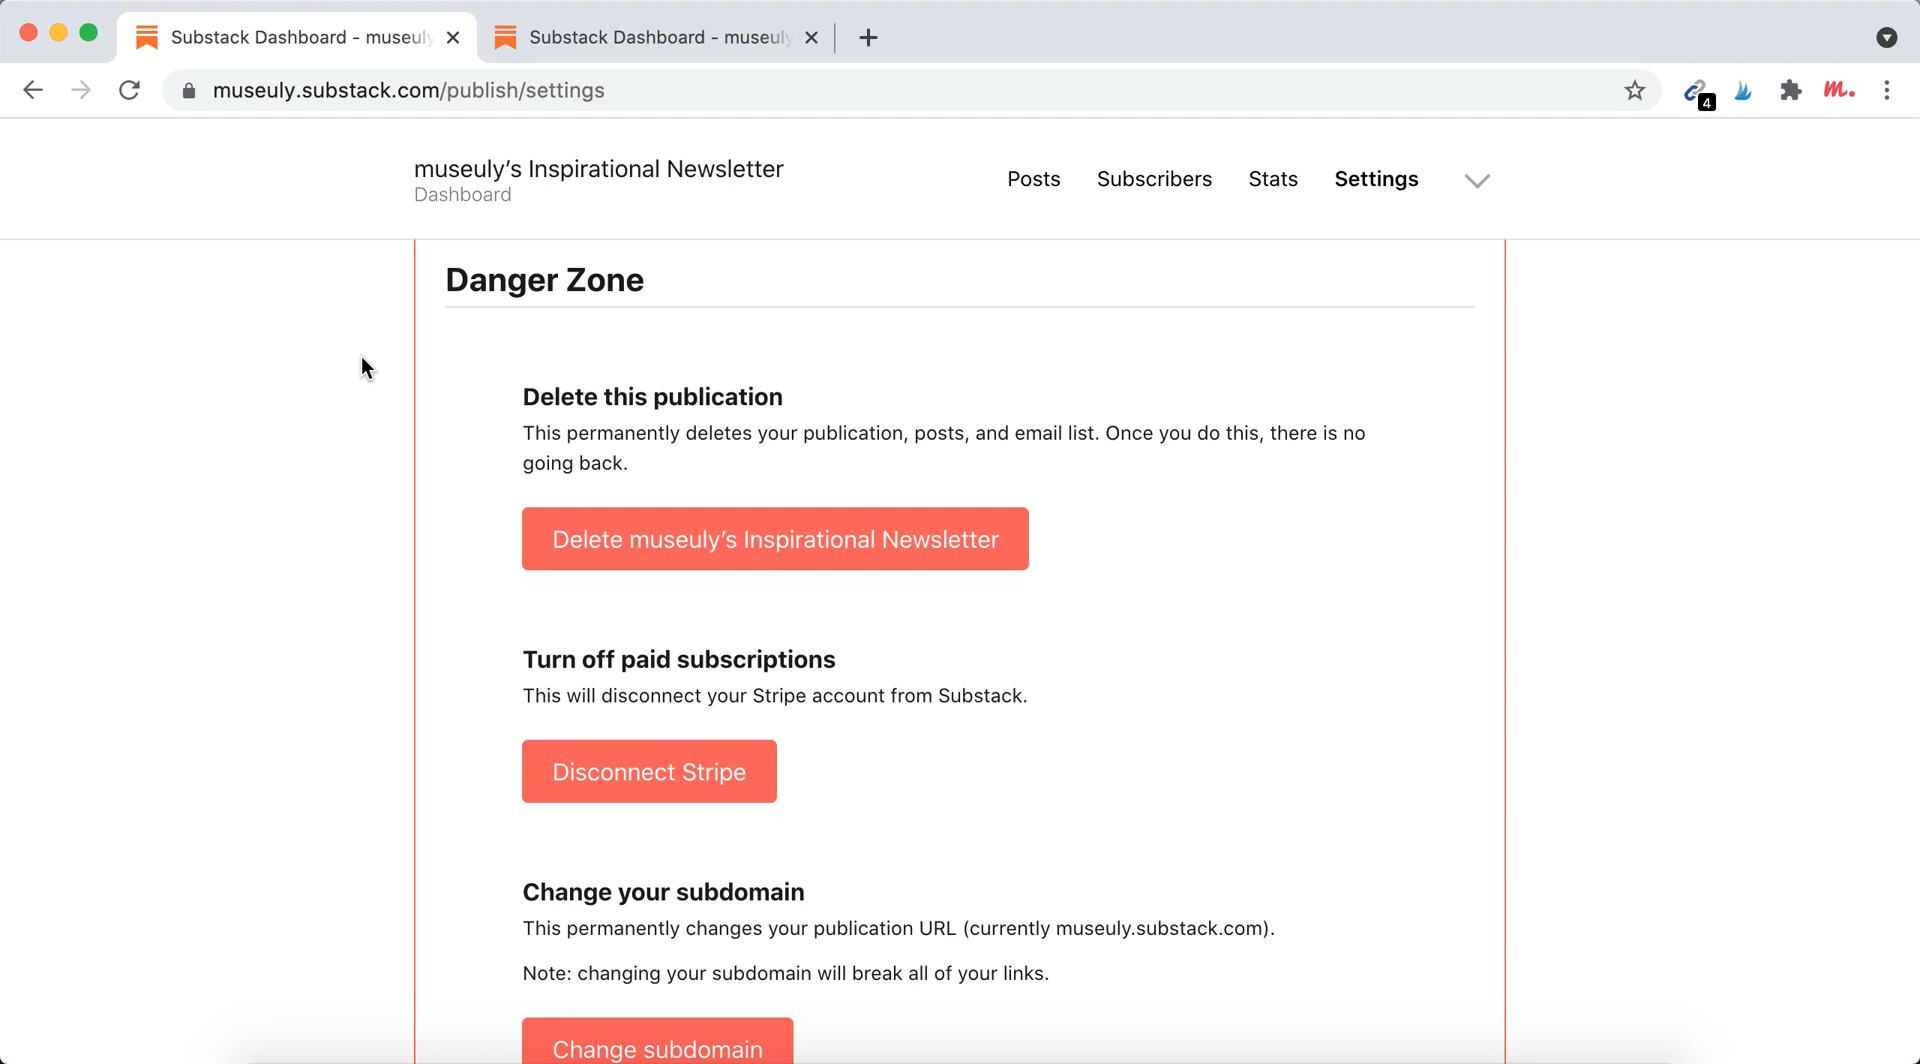 Substack Dashboard - museuly
Substack Dashboard - museuly
museuly.substack.com/publish/settings
4
m.
museuly’s Inspirational Newsletter
Dashboard
Posts
Subscribers
Stats
Settings
Danger Zone
Delete this publication
This permanently deletes your publication, posts, and email list. Once you do this, there is no
going back.
Delete museuly’s Inspirational Newsletter
Turn off paid subscriptions
This will disconnect your Stripe account from Substack.
Disconnect Stripe
Change your subdomain
This permanently changes your publication URL (currently museuly.substack.com).
Note: changing your subdomain will break all of your links.
Change subdomain